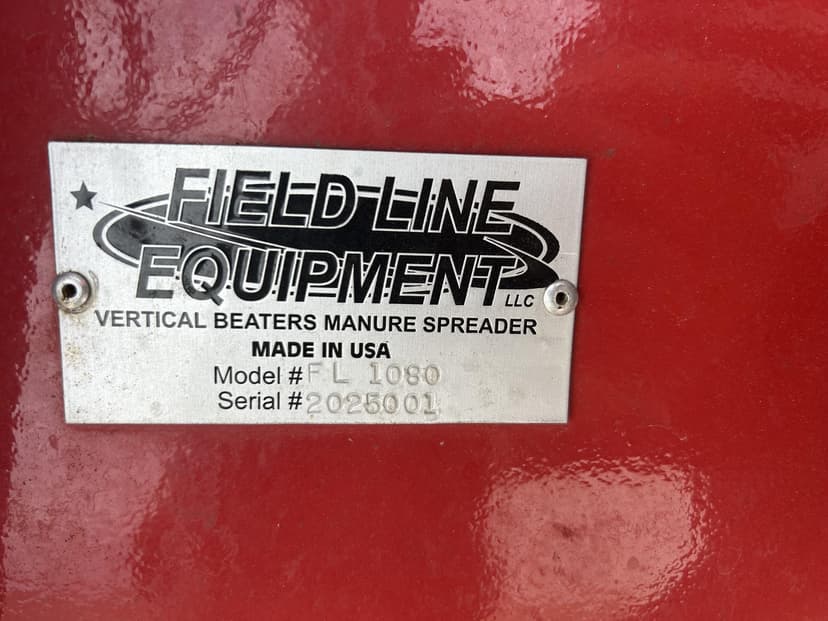 FIELD LINE
EQUIPMENT LLC
VERTICAL BEATERS MANURE SPREADER
MADE IN USA
Model # FL 1080
Serial # 2025001